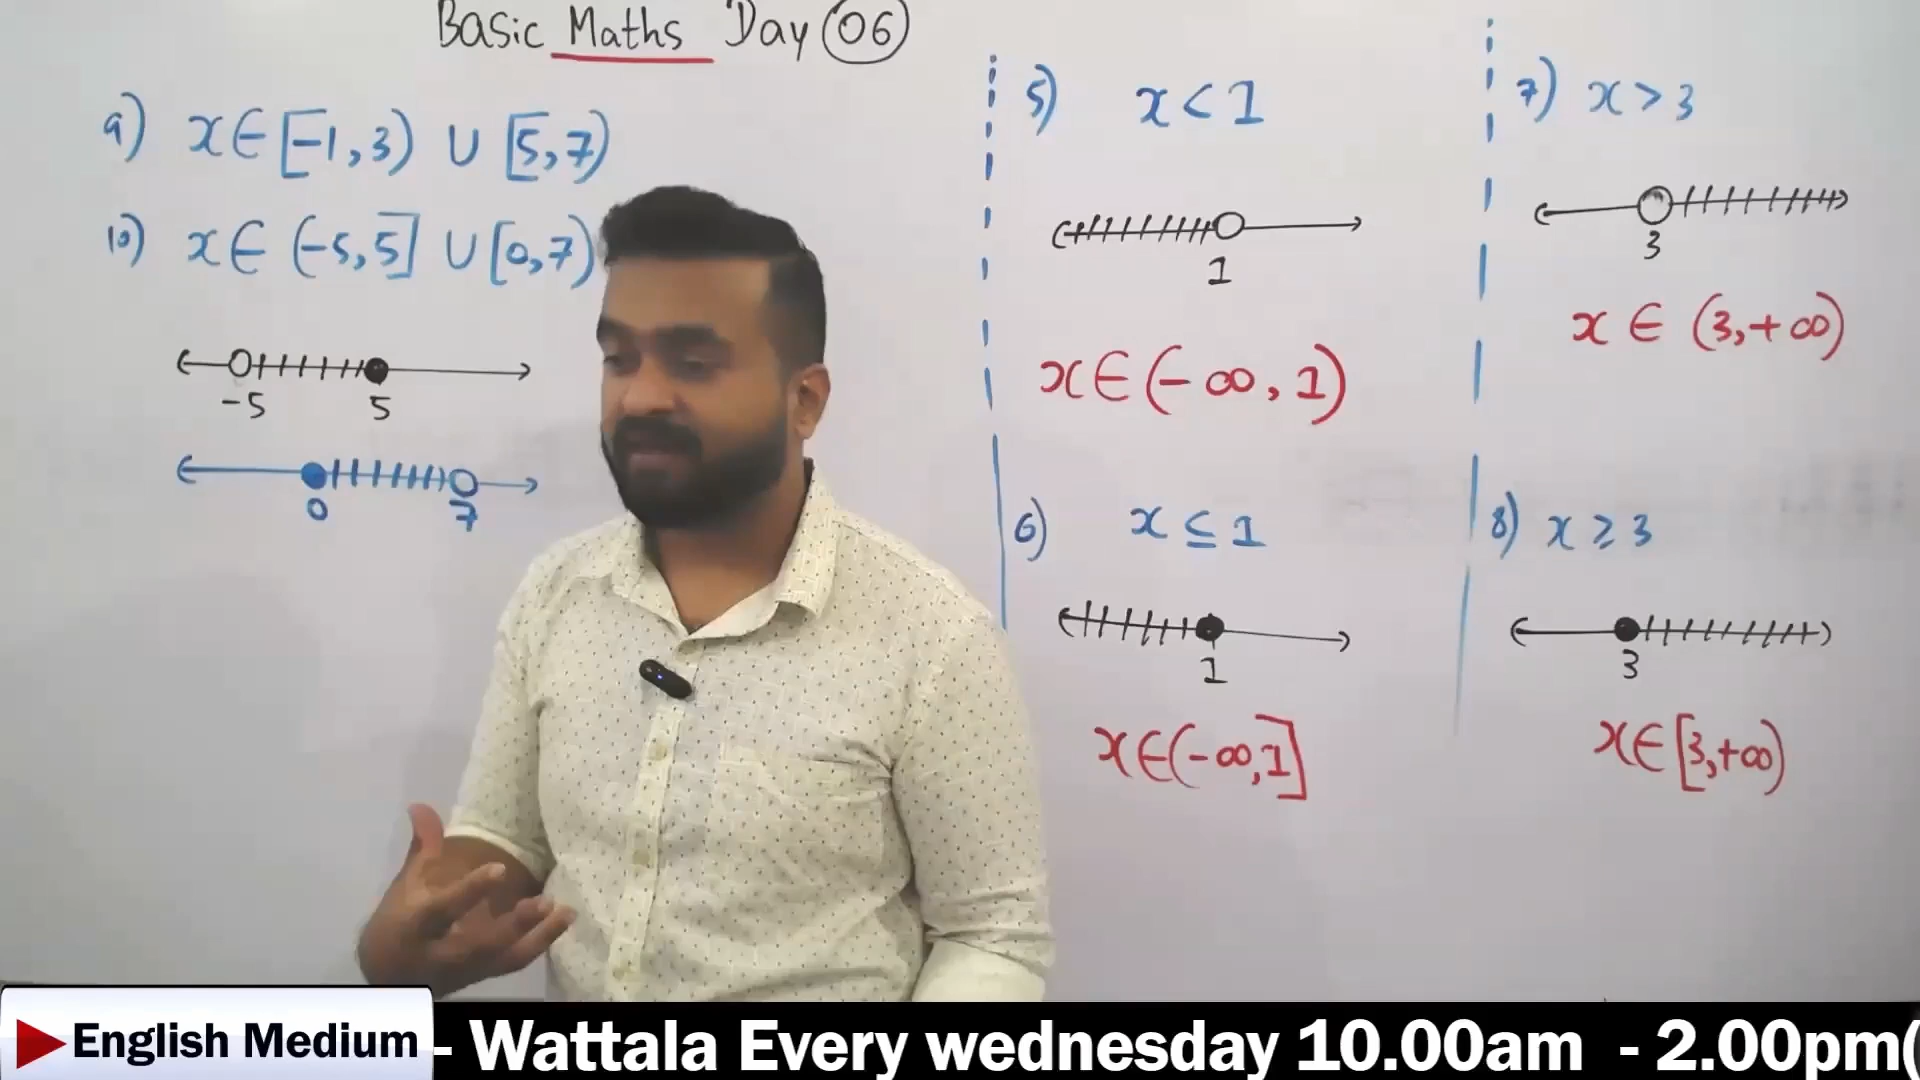 Basic Maths Day 06
9) x∈[-1,3) ∪ [5,7)
10) x∈(-5,5] ∪ [0,7)
-5 5
0 7
5) x < 1
1
x∈(-∞,1)
6) x ≤ 1
1
x∈(-∞,1]
7) x > 3
3
x ∈ (3,+∞)
8) x ≥ 3
3
x∈[3,+∞)
English Medium - Wattala Every wednesday 10.00am - 2.00pm(